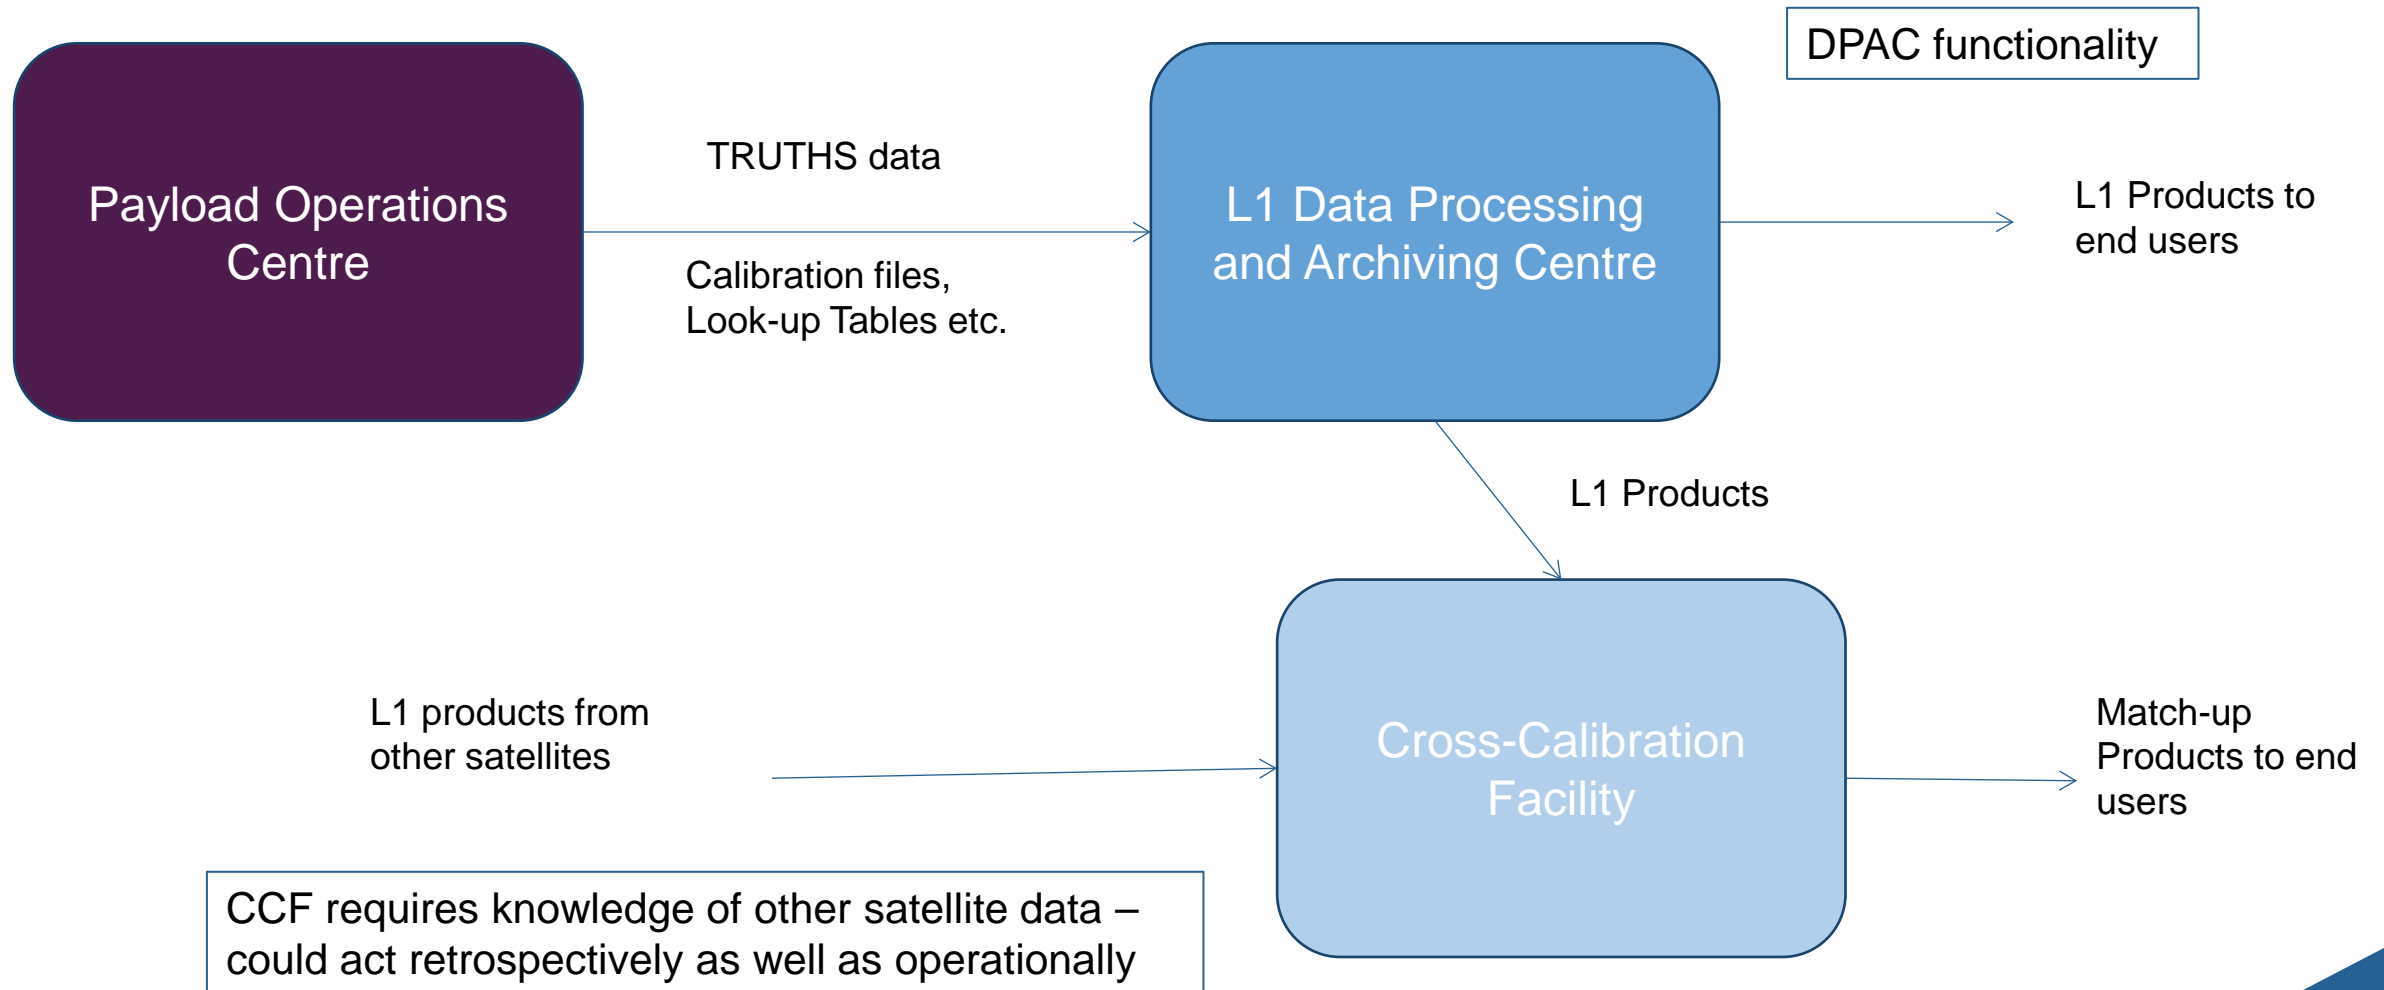 DPAC functionality
Payload Operations
Centre
TRUTHS data
Calibration files,
Look-up Tables etc.
L1 Data Processing
and Archiving Centre
L1 Products to
end users
L1 Products
L1 products from
other satellites
Cross-Calibration
Facility
Match-up
Products to end
users
CCF requires knowledge of other satellite data –
could act retrospectively as well as operationally